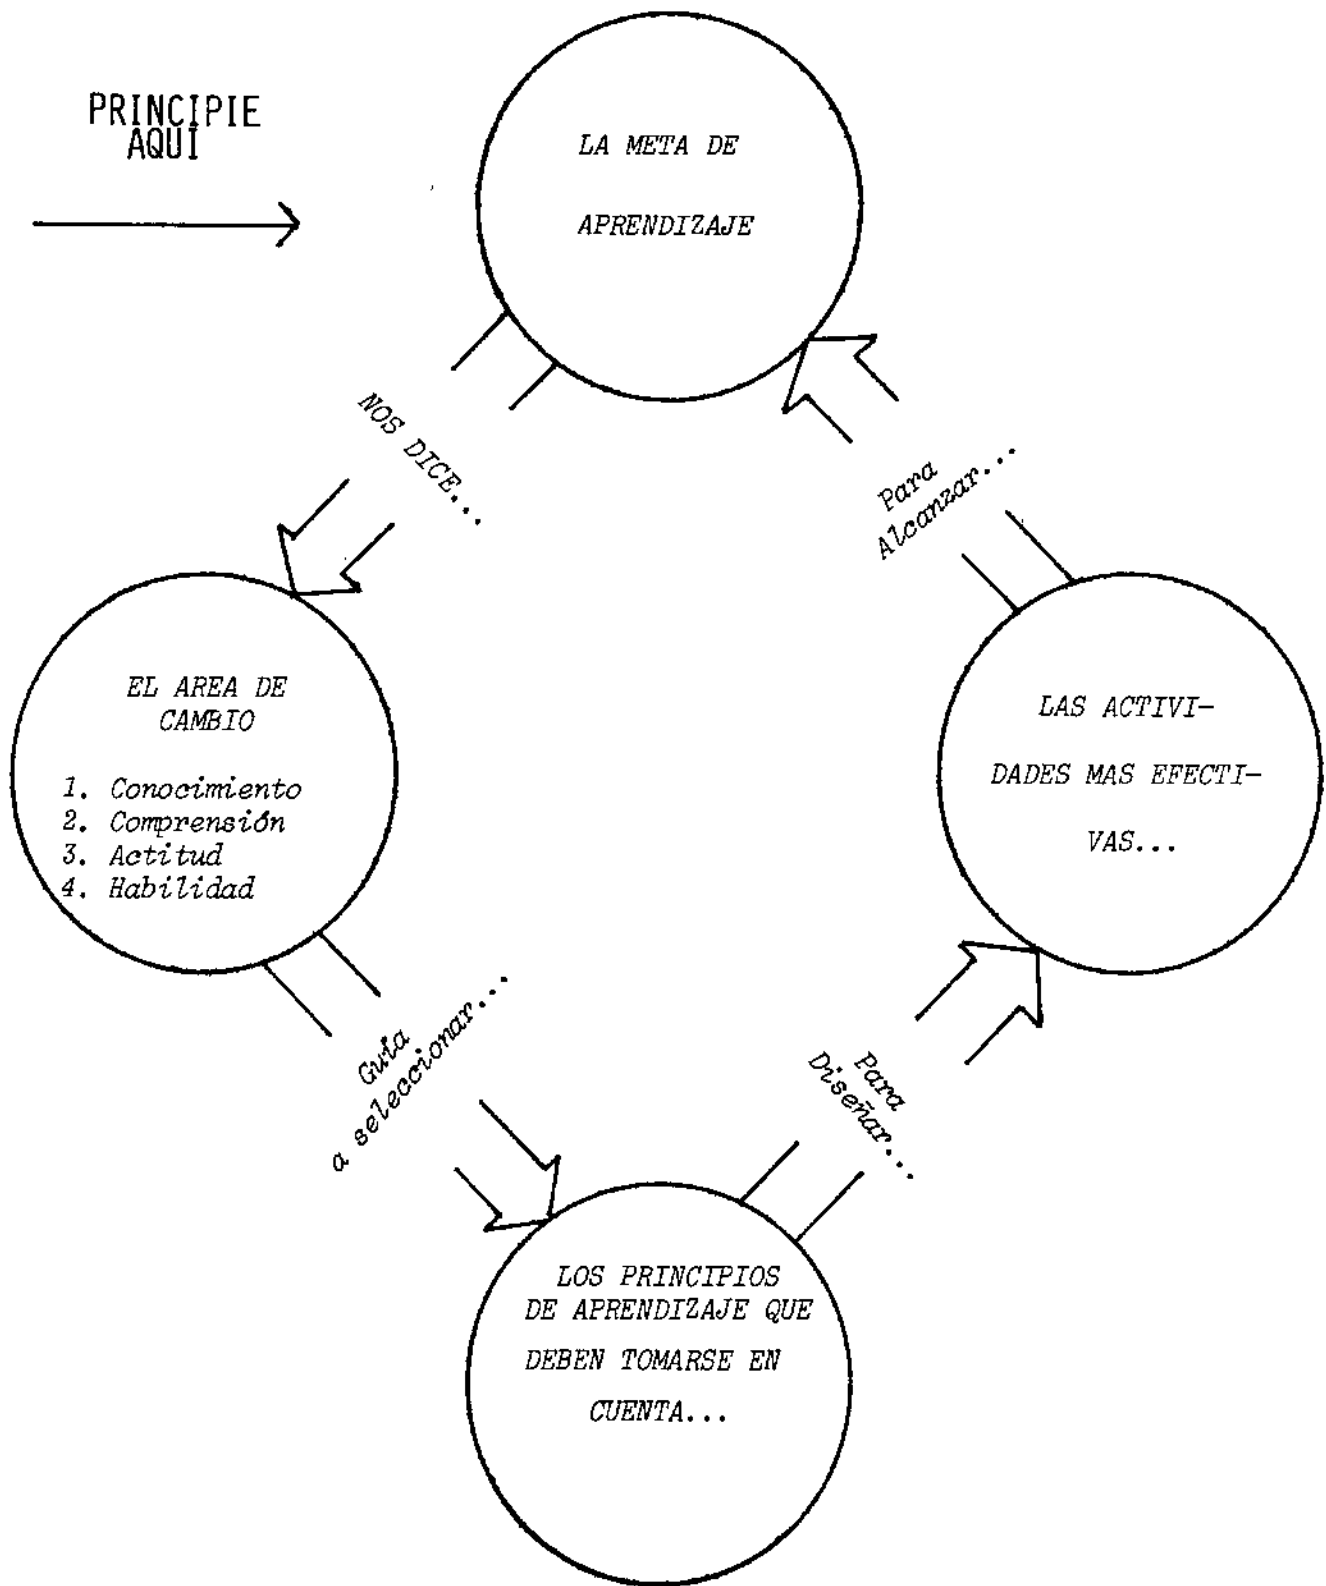 PRINCIPIE
AQUÍ
LA META DE
APRENDIZAJE
NOS DICE...
EL AREA DE
CAMBIO
1. Conocimiento
2. Comprensión
3. Actitud
4. Habilidad
Guía
a seleccionar...
LOS PRINCIPIOS
DE APRENDIZAJE QUE
DEBEN TOMARSE EN
CUENTA...
Para
Diseñar...
LAS ACTIVI-
DADES MAS EFECTI-
VAS...
Para
Alcanzar...